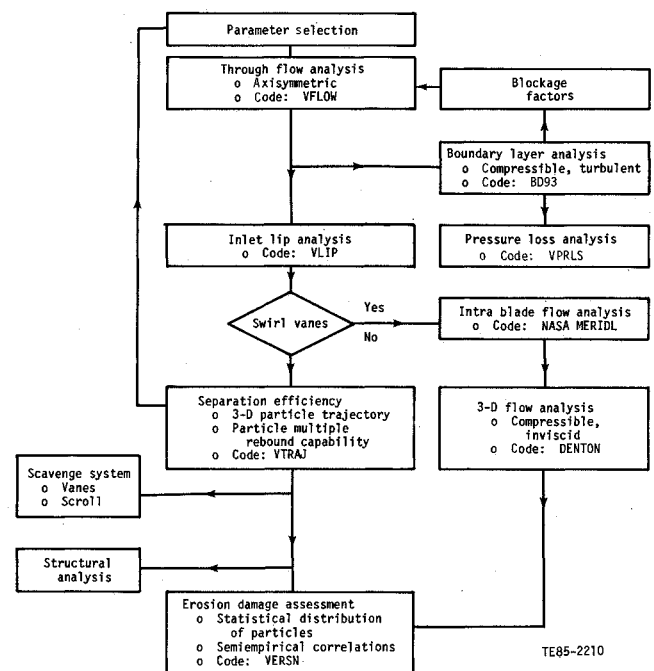 Parameter selection
Through flow analysis
o Axisymmetric
o Code: VFLOW
Blockage
factors
Boundary layer analysis
o Compressible, turbulent
o Code: BD93
Inlet lip analysis
o Code: VLIP
Pressure loss analysis
o Code: VPRLS
Swirl vanes
Yes
No
Intra blade flow analysis
o Code: NASA MERIDL
Separation efficiency
o 3-D particle trajectory
o Particle multiple
rebound capability
o Code: VTRAJ
3-D flow analysis
o Compressible,
inviscid
o Code: DENTON
Scavenge system
o Vanes
o Scroll
Structural
analysis
Erosion damage assessment
o Statistical distribution
of particles
o Semiempirical correlations
o Code: VERSN
TE85-2210